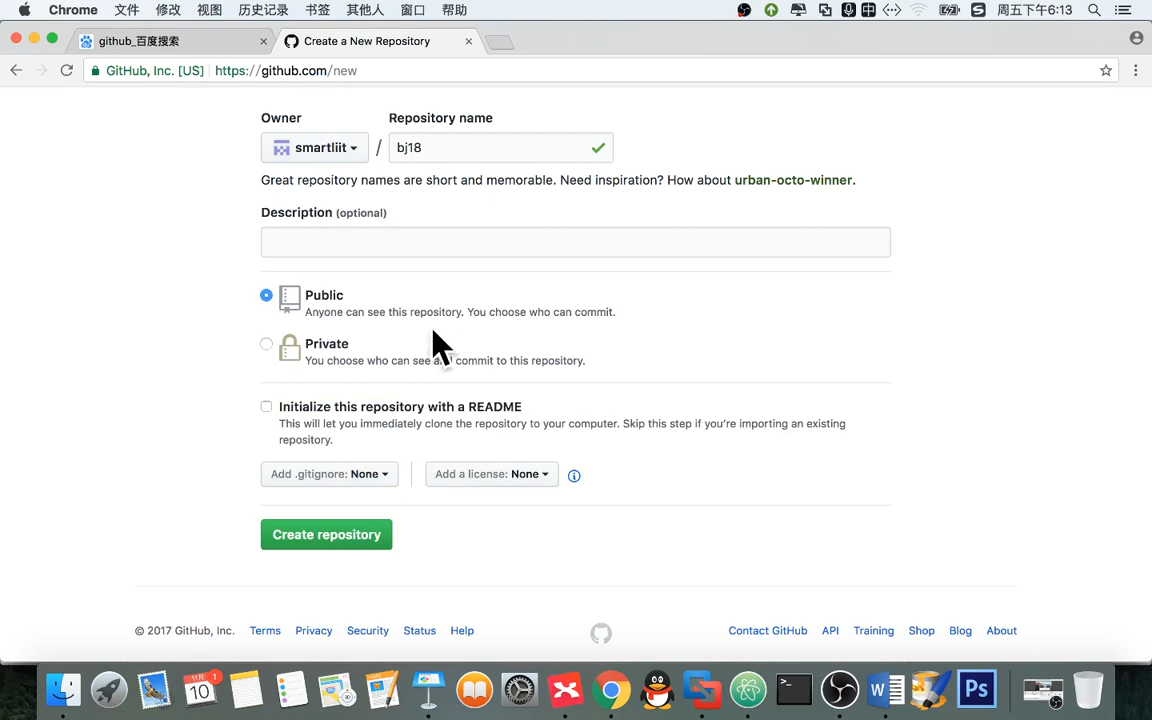 Chrome 文件 修改 视图 历史记录 书签 其他人 窗口 帮助 周五下午6:13
github_百度搜索 Create a New Repository
GitHub, Inc. [US] https://github.com/new
Owner Repository name
smartliit / bj18
Great repository names are short and memorable. Need inspiration? How about urban-octo-winner.
Description (optional)
Public
Anyone can see this repository. You choose who can commit.
Private
You choose who can see and commit to this repository.
Initialize this repository with a README
This will let you immediately clone the repository to your computer. Skip this step if you're importing an existing
repository.
Add .gitignore: None Add a license: None
Create repository
© 2017 GitHub, Inc. Terms Privacy Security Status Help Contact GitHub API Training Shop Blog About
11月 10 1 W Ps